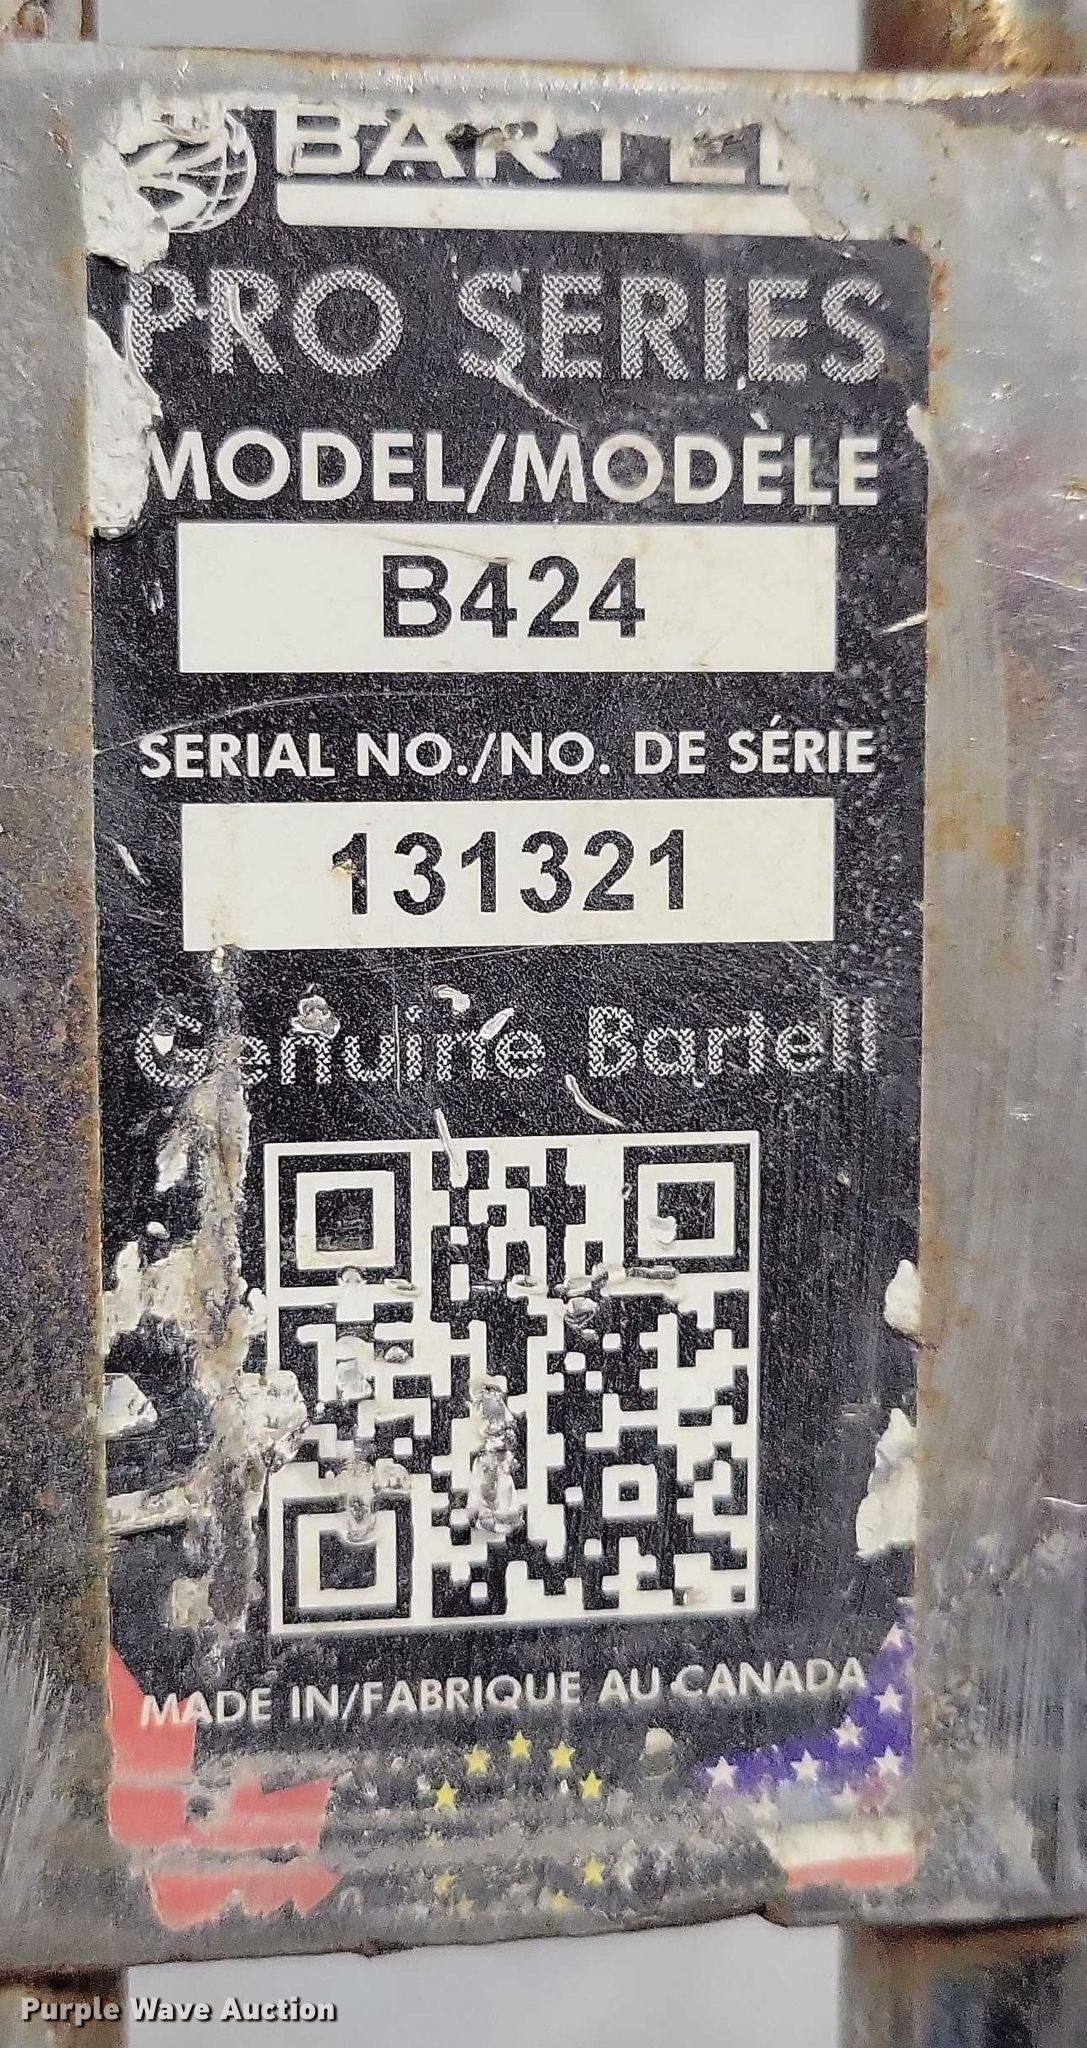 BARTELL
PRO SERIES
MODEL/MODÈLE
B424
SERIAL NO./NO. DE SÉRIE
131321
Genuine Bartell
MADE IN/FABRIQUE AU CANADA
Purple Wave Auction